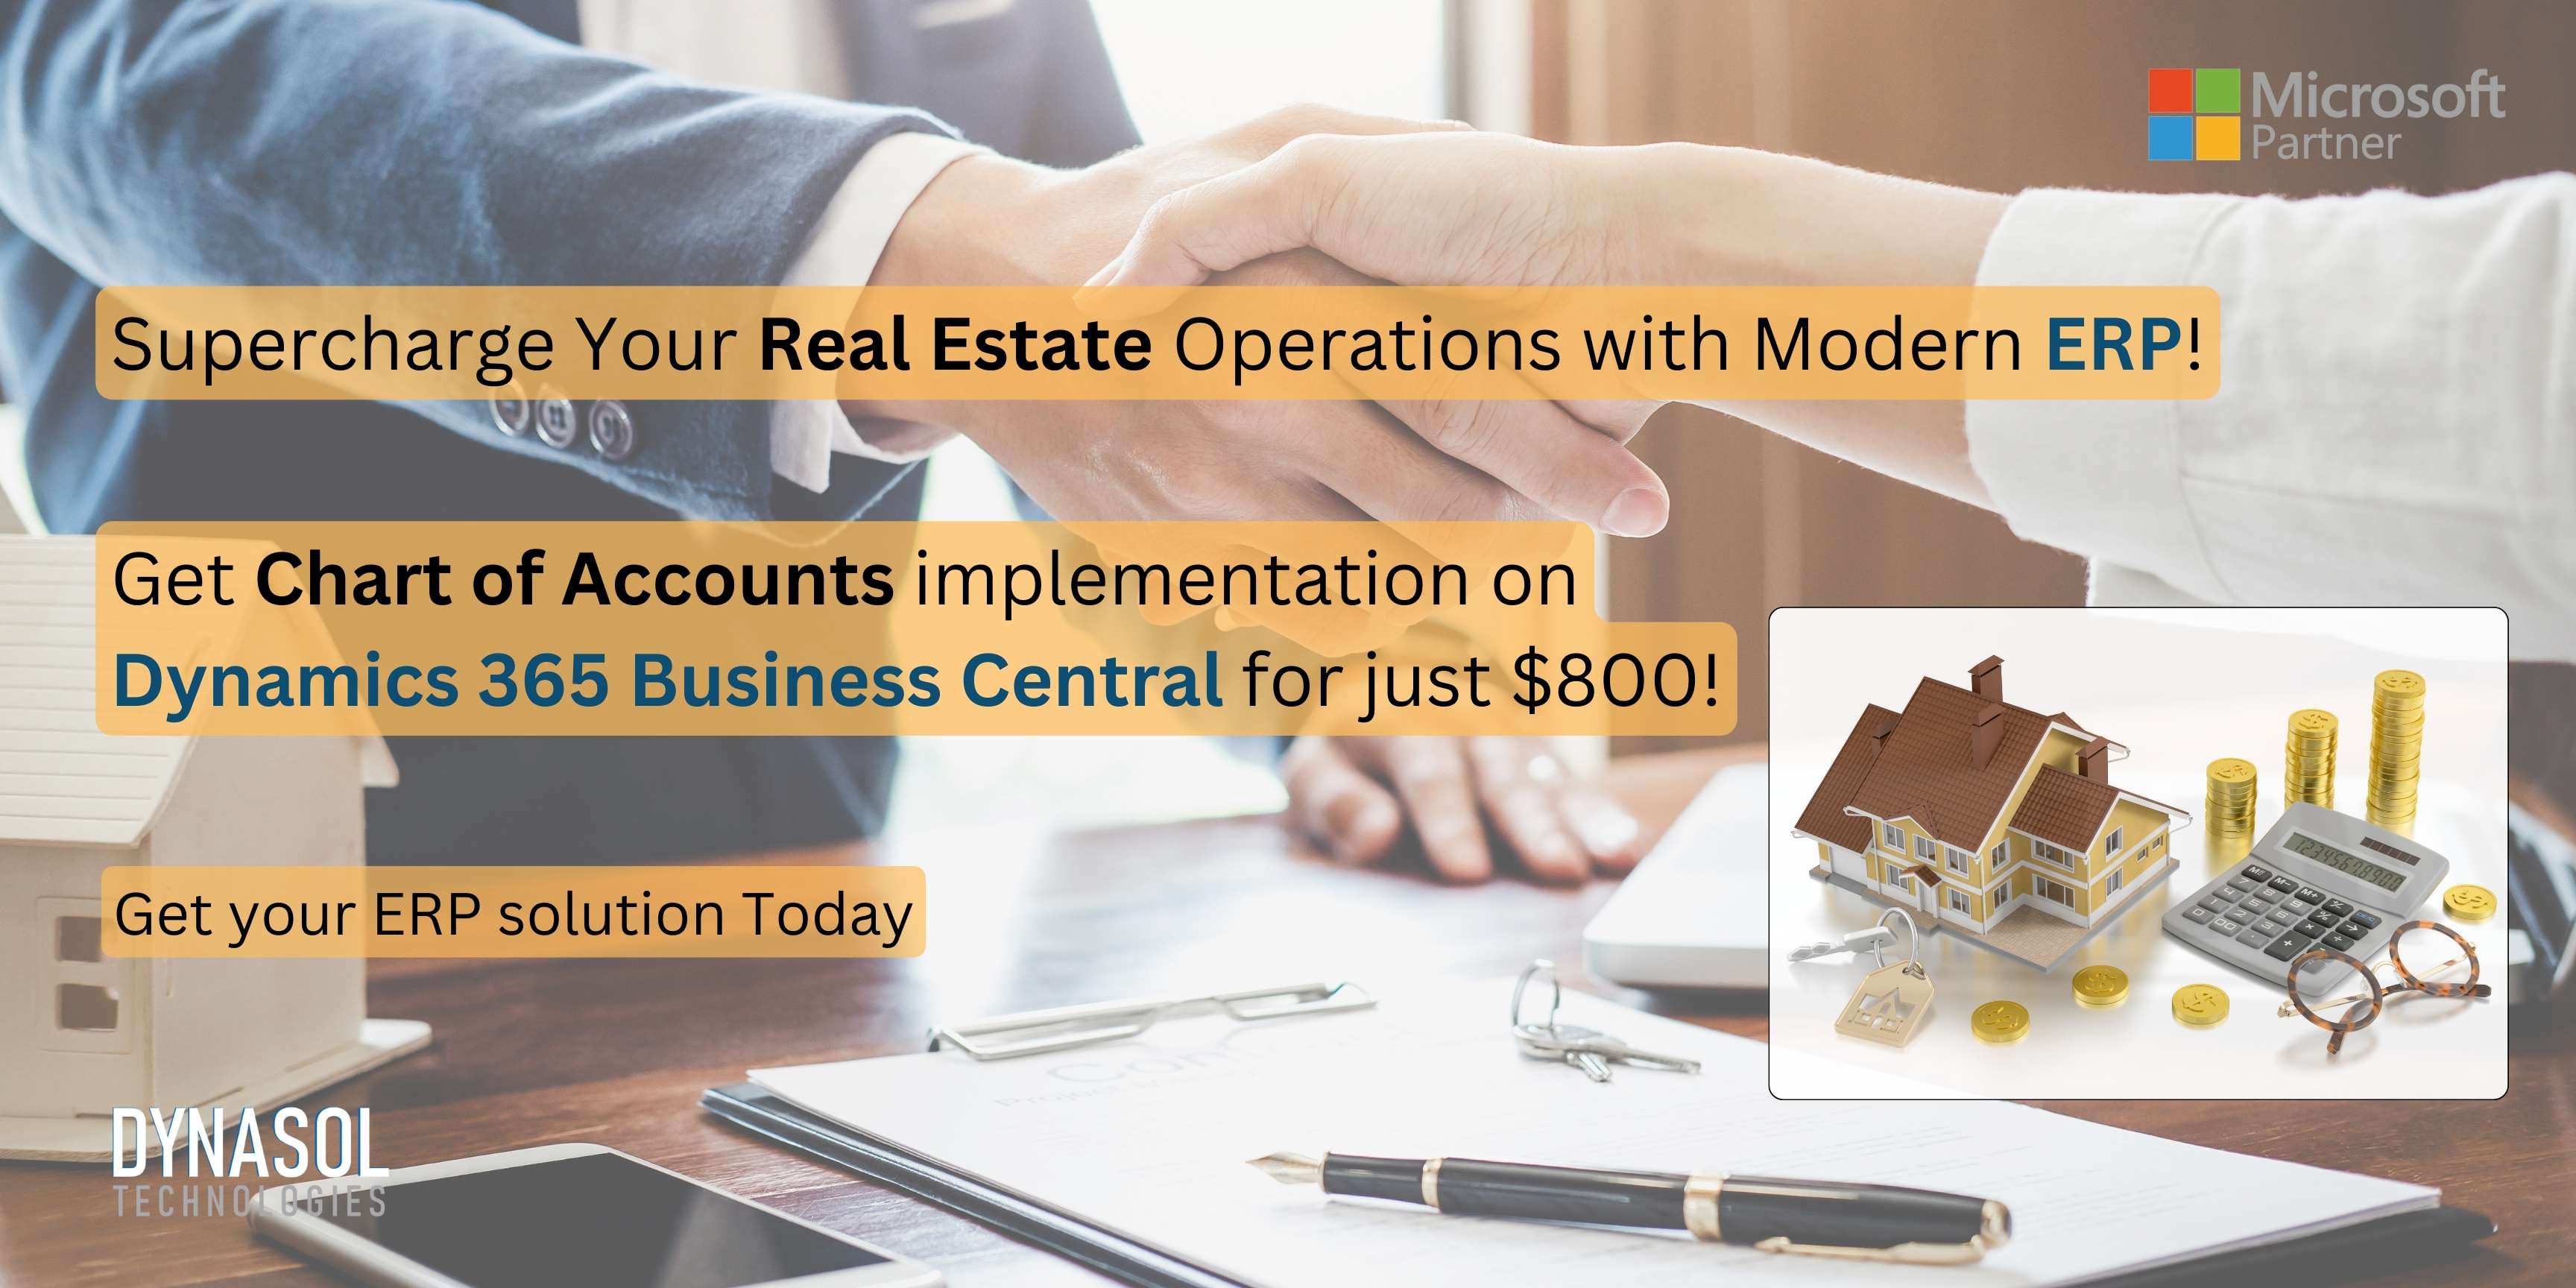 Microsoft
Partner
Supercharge Your Real Estate Operations with Modern ERP!
Get Chart of Accounts implementation on
Dynamics 365 Business Central for just $800!
Get your ERP solution Today
DYNASOL
TECHNOLOGIES